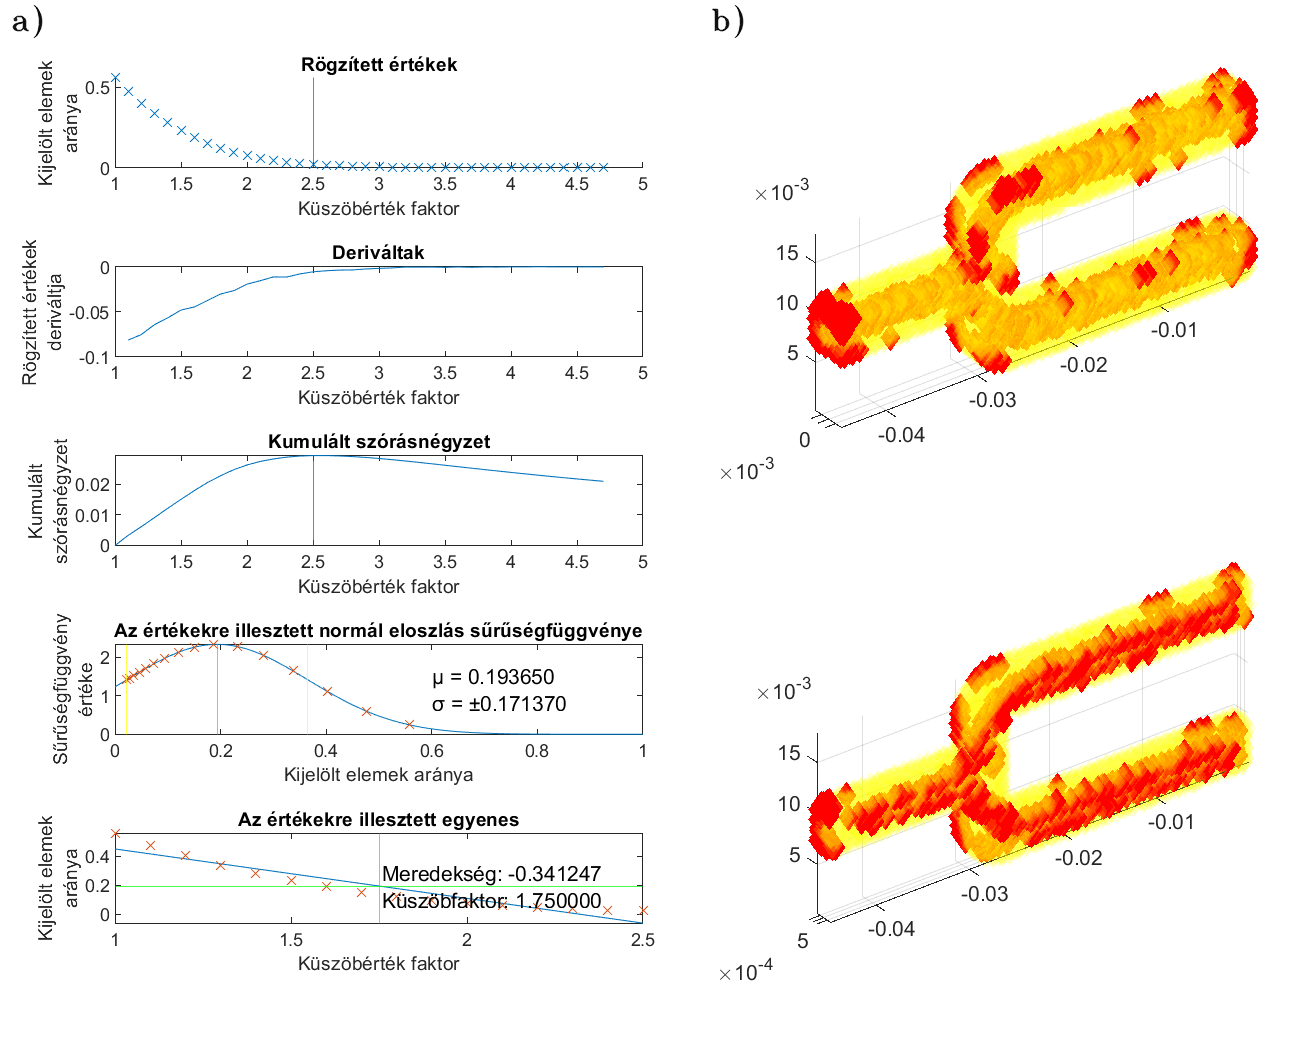 a)
Rögzített értékek
Kijelölt elemek
aránya
0.5
0
1 1.5 2 2.5 3 3.5 4 4.5 5
Küszöbérték faktor
Deriváltak
Rögzített értékek
deriváltja
0
-0.05
-0.1
1 1.5 2 2.5 3 3.5 4 4.5 5
Küszöbérték faktor
Kumulált szórásnégyzet
Kumulált
szórásnégyzet
0.02
0.01
0
1 1.5 2 2.5 3 3.5 4 4.5 5
Küszöbérték faktor
Az értékekre illesztett normál eloszlás sűrűségfüggvénye
Sűrűségfüggvény
értéke
2
1
0
μ = 0.193650
σ = ±0.171370
0 0.2 0.4 0.6 0.8 1
Kijelölt elemek aránya
Az értékekre illesztett egyenes
Kijelölt elemek
aránya
0.4
0.2
0
Meredekség: -0.341247
Küszöbfaktor: 1.750000
1 1.5 2 2.5
Küszöbérték faktor
b)
×10-3
15
10
5
0
-0.01
-0.02
-0.03
-0.04
×10-3
×10-3
15
10
5
5
-0.01
-0.02
-0.03
-0.04
×10-4